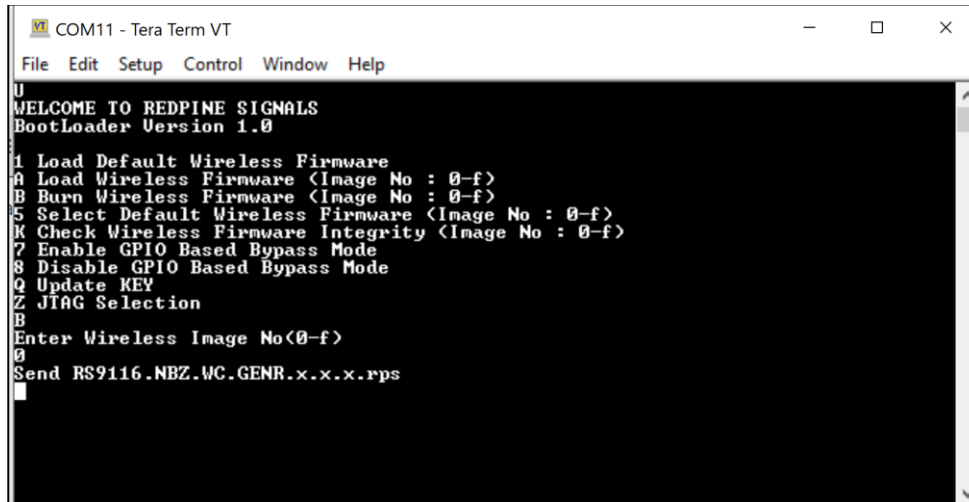 COM11 - Tera Term VT
File Edit Setup Control Window Help
U
WELCOME TO REDPINE SIGNALS
BootLoader Version 1.0
1 Load Default Wireless Firmware
A Load Wireless Firmware (Image No : 0-f)
B Burn Wireless Firmware (Image No : 0-f)
5 Select Default Wireless Firmware (Image No : 0-f)
K Check Wireless Firmware Integrity (Image No : 0-f)
7 Enable GPIO Based Bypass Mode
8 Disable GPIO Based Bypass Mode
Q Update KEY
Z JTAG Selection
B
Enter Wireless Image No(0-f)
0
Send RS9116.NBZ.WC.GENR.x.x.x.rps